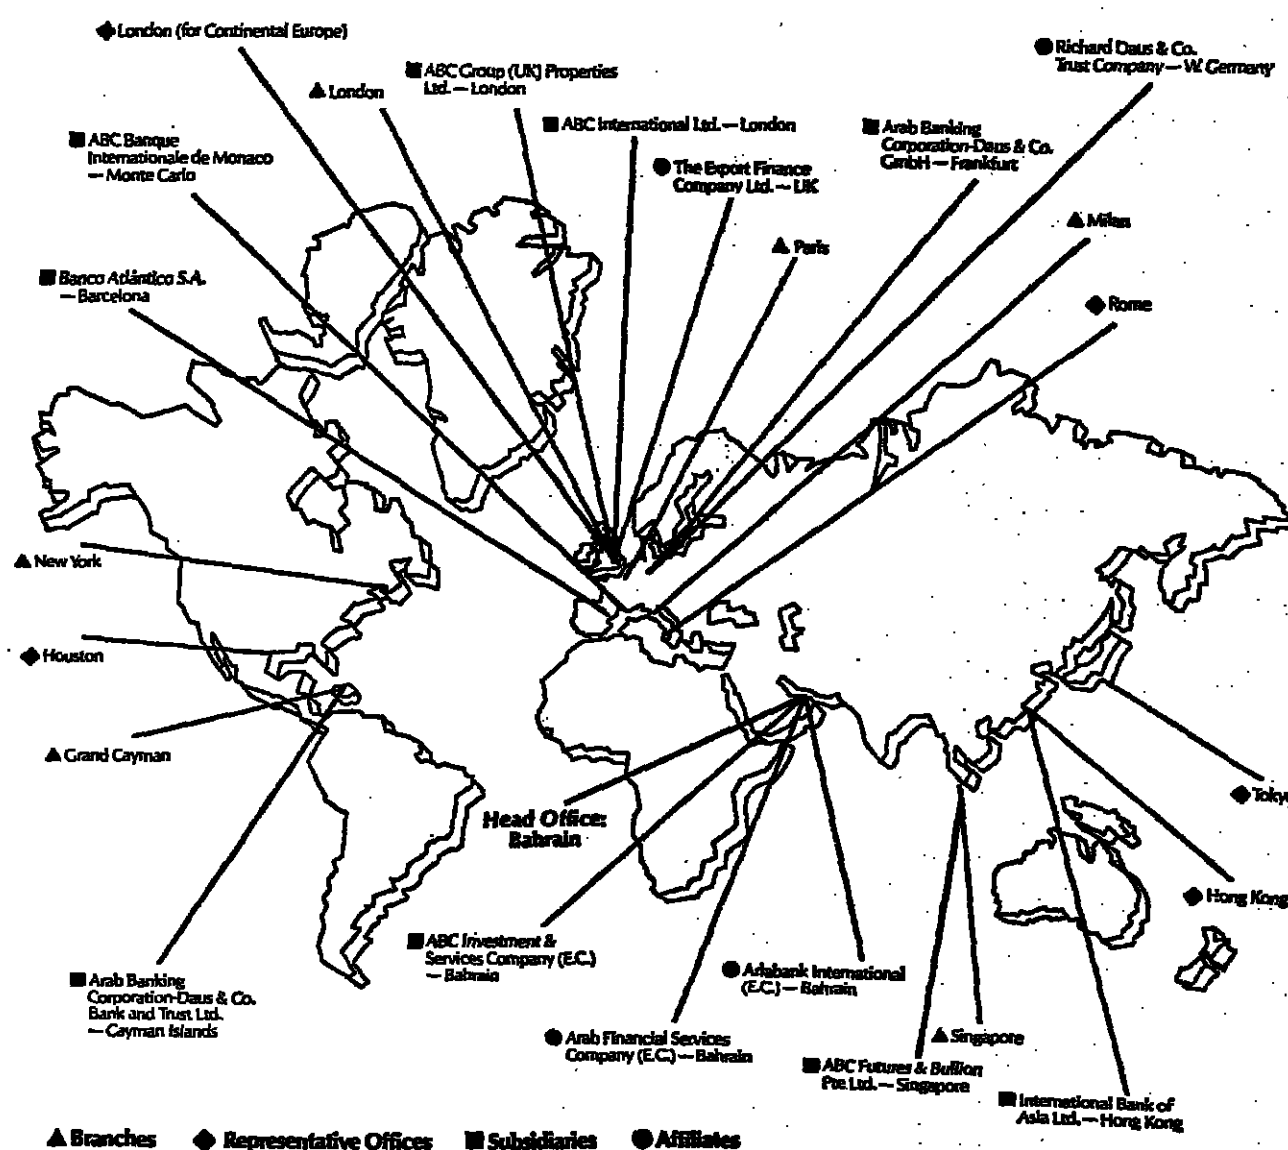 London (for Continental Europe)
Richard Daus & Co.
Trust Company — W. Germany
ABC Group (UK) Properties
Ltd. — London
London
ABC International Ltd. — London
Arab Banking
Corporation-Daus & Co.
GmbH — Frankfurt
ABC Banque
Internationale de Monaco
— Monte Carlo
The Export Finance
Company Ltd. — UK
Milan
Paris
Banco Atlántico S.A.
— Barcelona
Rome
New York
Houston
Grand Cayman
Head Office:
Bahrain
Tokyo
Hong Kong
ABC Investment &
Services Company (E.C.)
— Bahrain
Arlabank International
(E.C.) — Bahrain
Arab Banking
Corporation-Daus & Co.
Bank and Trust Ltd.
— Cayman Islands
Arab Financial Services
Company (E.C.) — Bahrain
Singapore
ABC Futures & Bullion
Pte Ltd. — Singapore
International Bank of
Asia Ltd. — Hong Kong
Branches Representative Offices Subsidiaries Affiliates